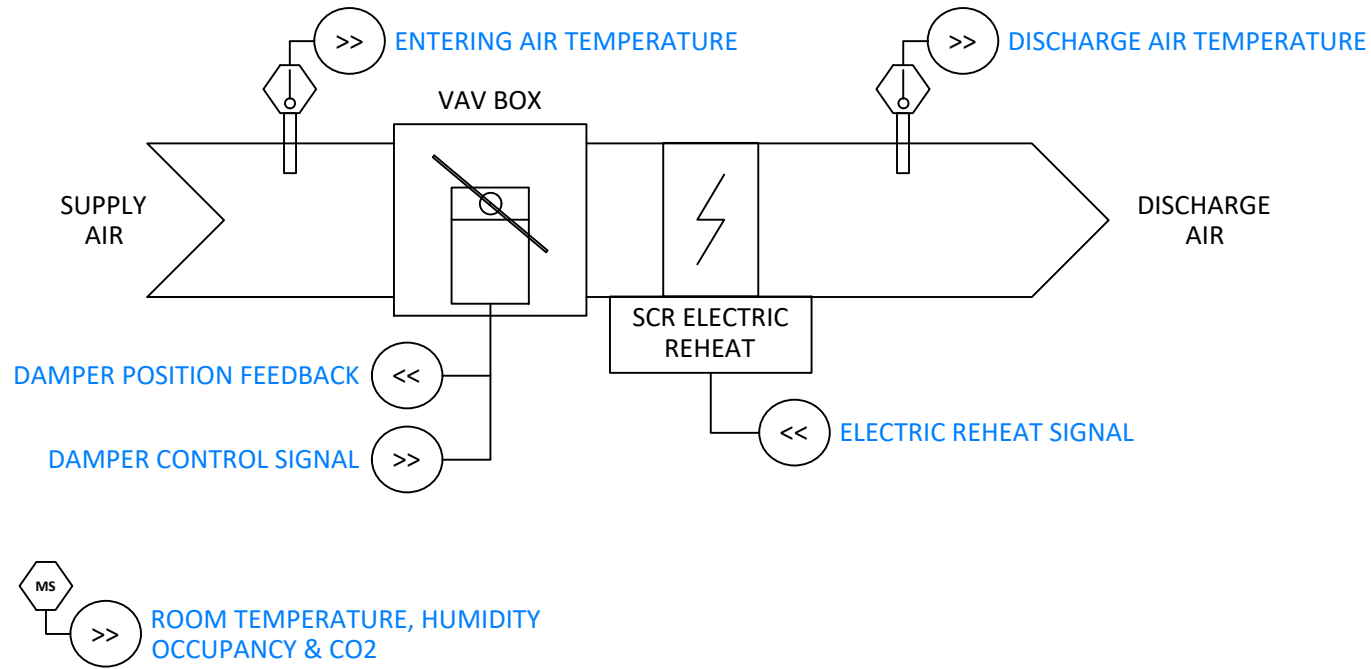 >> ENTERING AIR TEMPERATURE
>> DISCHARGE AIR TEMPERATURE
VAV BOX
SUPPLY
AIR
DISCHARGE
AIR
SCR ELECTRIC
REHEAT
DAMPER POSITION FEEDBACK <<
<< ELECTRIC REHEAT SIGNAL
DAMPER CONTROL SIGNAL >>
MS
>> ROOM TEMPERATURE, HUMIDITY
OCCUPANCY & CO2